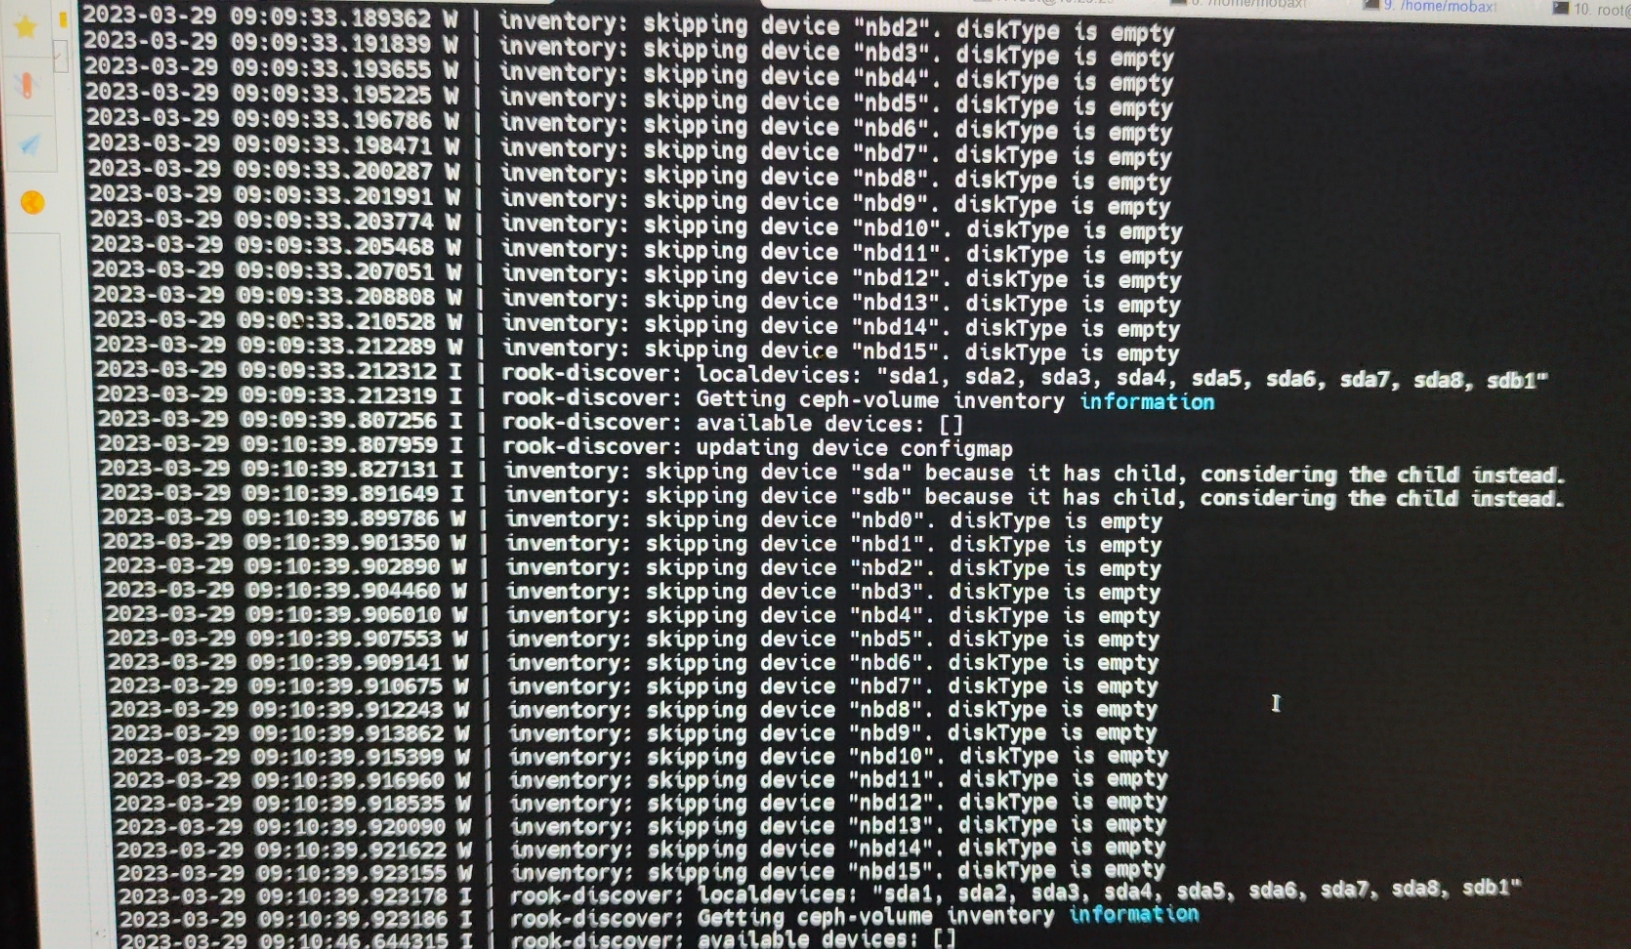 9. /home/mobaxt
10. root@
2023-03-29 09:09:33.189362 W | inventory: skipping device "nbd2". diskType is empty
2023-03-29 09:09:33.191839 W | inventory: skipping device "nbd3". diskType is empty
2023-03-29 09:09:33.193655 W | inventory: skipping device "nbd4". diskType is empty
2023-03-29 09:09:33.195225 W | inventory: skipping device "nbd5". diskType is empty
2023-03-29 09:09:33.196786 W | inventory: skipping device "nbd6". diskType is empty
2023-03-29 09:09:33.198471 W | inventory: skipping device "nbd7". diskType is empty
2023-03-29 09:09:33.200287 W | inventory: skipping device "nbd8". diskType is empty
2023-03-29 09:09:33.201991 W | inventory: skipping device "nbd9". diskType is empty
2023-03-29 09:09:33.203774 W | inventory: skipping device "nbd10". diskType is empty
2023-03-29 09:09:33.205468 W | inventory: skipping device "nbd11". diskType is empty
2023-03-29 09:09:33.207051 W | inventory: skipping device "nbd12". diskType is empty
2023-03-29 09:09:33.208808 W | inventory: skipping device "nbd13". diskType is empty
2023-03-29 09:09:33.210528 W | inventory: skipping device "nbd14". diskType is empty
2023-03-29 09:09:33.212289 W | inventory: skipping device "nbd15". diskType is empty
2023-03-29 09:09:33.212312 I | rook-discover: localdevices: "sda1, sda2, sda3, sda4, sda5, sda6, sda7, sda8, sdb1"
2023-03-29 09:09:33.212319 I | rook-discover: Getting ceph-volume inventory information
2023-03-29 09:09:39.807256 I | rook-discover: available devices: []
2023-03-29 09:10:39.807959 I | rook-discover: updating device configmap
2023-03-29 09:10:39.827131 I | inventory: skipping device "sda" because it has child, considering the child instead.
2023-03-29 09:10:39.891649 I | inventory: skipping device "sdb" because it has child, considering the child instead.
2023-03-29 09:10:39.899786 W | inventory: skipping device "nbd0". diskType is empty
2023-03-29 09:10:39.901350 W | inventory: skipping device "nbd1". diskType is empty
2023-03-29 09:10:39.902890 W | inventory: skipping device "nbd2". diskType is empty
2023-03-29 09:10:39.904460 W | inventory: skipping device "nbd3". diskType is empty
2023-03-29 09:10:39.906010 W | inventory: skipping device "nbd4". diskType is empty
2023-03-29 09:10:39.907553 W | inventory: skipping device "nbd5". diskType is empty
2023-03-29 09:10:39.909141 W | inventory: skipping device "nbd6". diskType is empty
2023-03-29 09:10:39.910675 W | inventory: skipping device "nbd7". diskType is empty
2023-03-29 09:10:39.912243 W | inventory: skipping device "nbd8". diskType is empty
2023-03-29 09:10:39.913862 W | inventory: skipping device "nbd9". diskType is empty
2023-03-29 09:10:39.915399 W | inventory: skipping device "nbd10". diskType is empty
2023-03-29 09:10:39.916960 W | inventory: skipping device "nbd11". diskType is empty
2023-03-29 09:10:39.918535 W | inventory: skipping device "nbd12". diskType is empty
2023-03-29 09:10:39.920090 W | inventory: skipping device "nbd13". diskType is empty
2023-03-29 09:10:39.921622 W | inventory: skipping device "nbd14". diskType is empty
2023-03-29 09:10:39.923155 W | inventory: skipping device "nbd15". diskType is empty
2023-03-29 09:10:39.923178 I | rook-discover: localdevices: "sda1, sda2, sda3, sda4, sda5, sda6, sda7, sda8, sdb1"
2023-03-29 09:10:39.923186 I | rook-discover: Getting ceph-volume inventory information
2023-03-29 09:10:46.644315 I | rook-discover: available devices: []